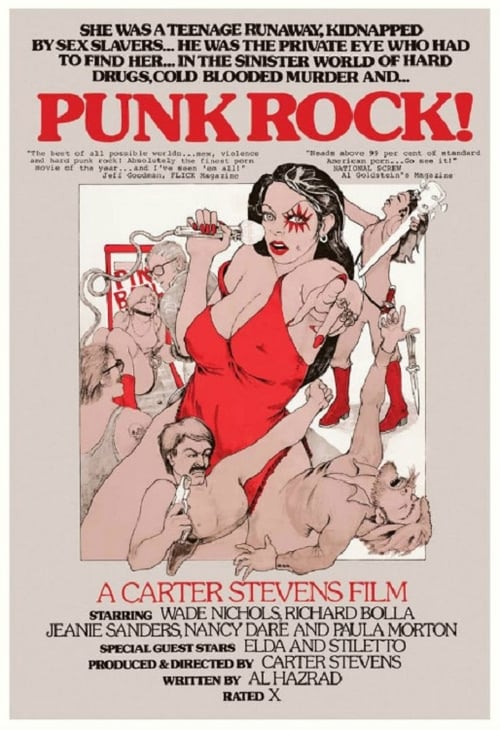 SHE WAS A TEENAGE RUNAWAY, KIDNAPPED
BY SEX SLAVERS... HE WAS THE PRIVATE EYE WHO HAD
TO FIND HER... IN THE SINISTER WORLD OF HARD
DRUGS, COLD BLOODED MURDER AND...
PUNK ROCK!
"The best of all possible worlds...sex, violence
and hard punk rock! Absolutely the finest porn
movie of the year...and I've seen 'em all!"
Jeff Goodman, FLICK Magazine
"Heads above 99 per cent of standard
American porn...Go see it!"
NATIONAL SCREW
Al Goldstein's Magazine
A CARTER STEVENS FILM
STARRING WADE NICHOLS, RICHARD BOLLA
JEANIE SANDERS, NANCY DARE AND PAULA MORTON
SPECIAL GUEST STARS ELDA AND STILETTO
PRODUCED & DIRECTED BY CARTER STEVENS
WRITTEN BY AL HAZRAD
RATED X